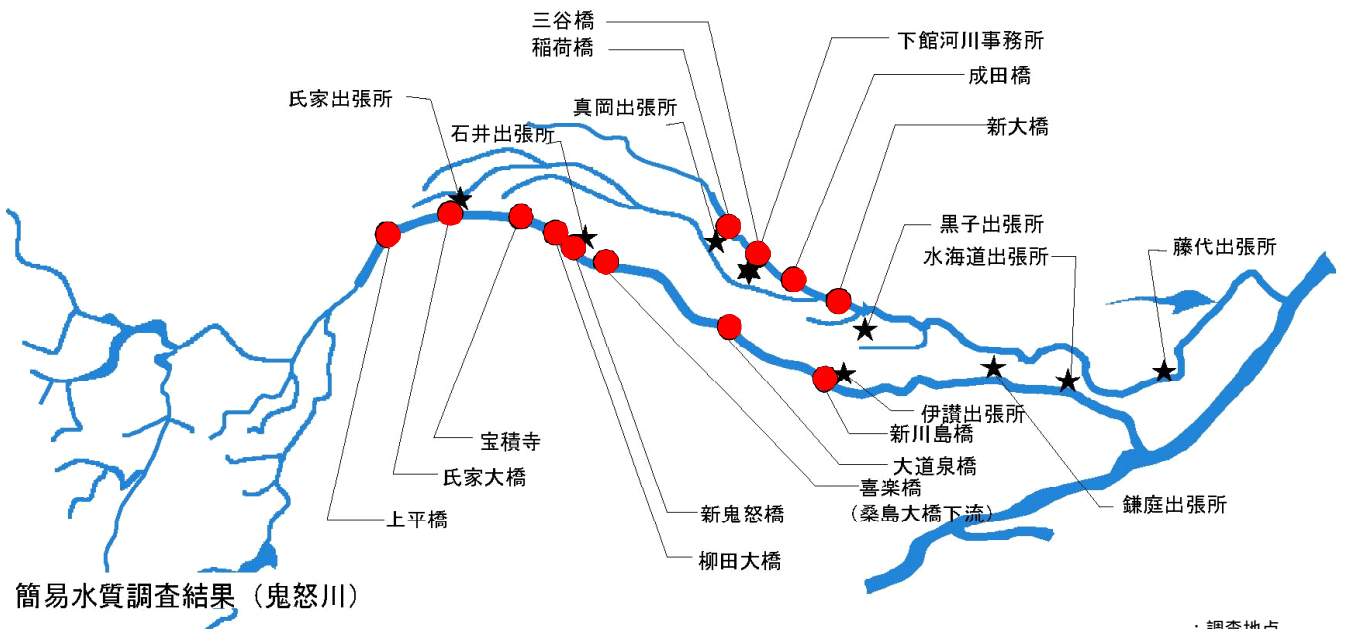 三谷橋
稲荷橋
下館河川事務所
成田橋
氏家出張所
真岡出張所
石井出張所
新大橋
黒子出張所
水海道出張所
藤代出張所
伊讃出張所
新川島橋
宝積寺
大道泉橋
氏家大橋
喜楽橋
（桑島大橋下流）
鎌庭出張所
上平橋
新鬼怒橋
柳田大橋
簡易水質調査結果（鬼怒川）
：調査地点